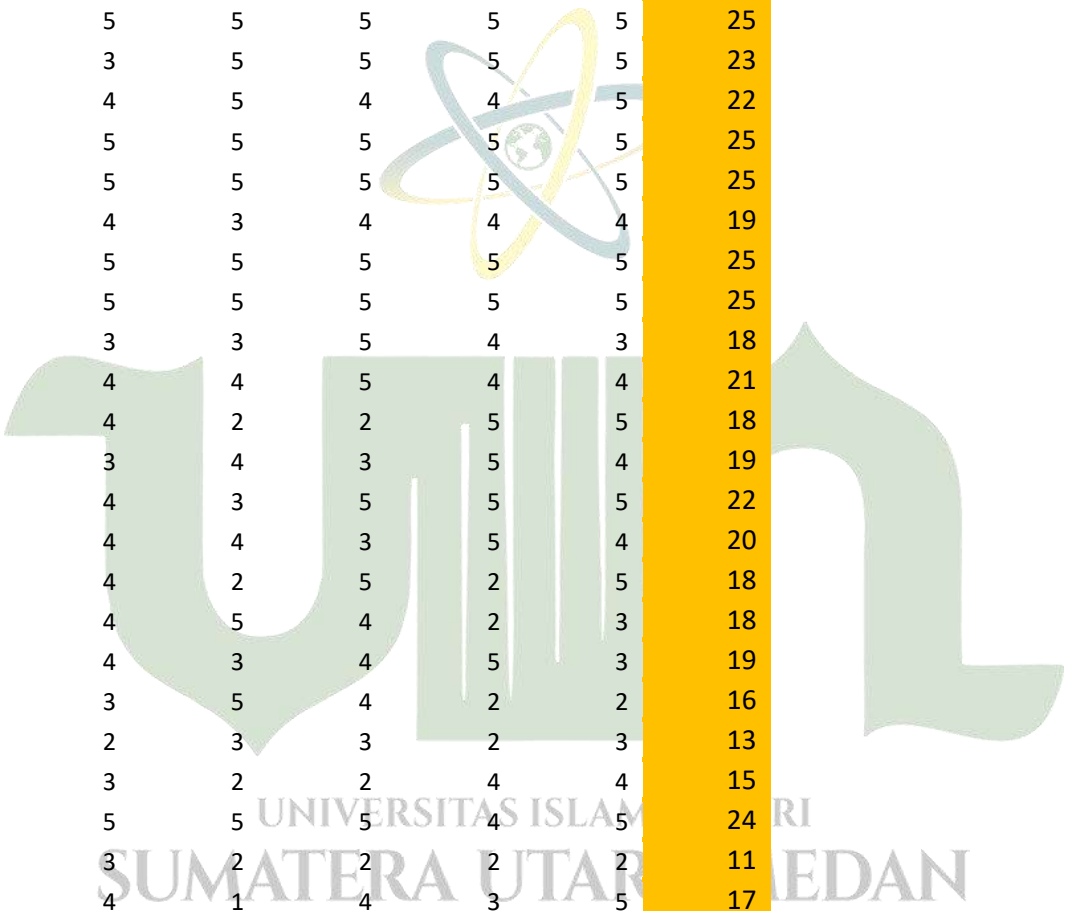 5 5 5 5 5 25
3 5 5 5 5 23
4 5 4 4 5 22
5 5 5 5 5 25
5 5 5 5 5 25
4 3 4 4 4 19
5 5 5 5 5 25
5 5 5 5 5 25
3 3 5 4 3 18
4 4 5 4 4 21
4 2 2 5 5 18
3 4 3 5 4 19
4 3 5 5 5 22
4 4 3 5 4 20
4 2 5 2 5 18
4 5 4 2 3 18
4 3 4 5 3 19
3 5 4 2 2 16
2 3 3 2 3 13
3 2 2 4 4 15
UNIVERSITAS ISLAM RI
5 5 5 4 5 24
SUMATERA UTAR EDAN
3 2 2 2 2 11
4 1 4 3 5 17